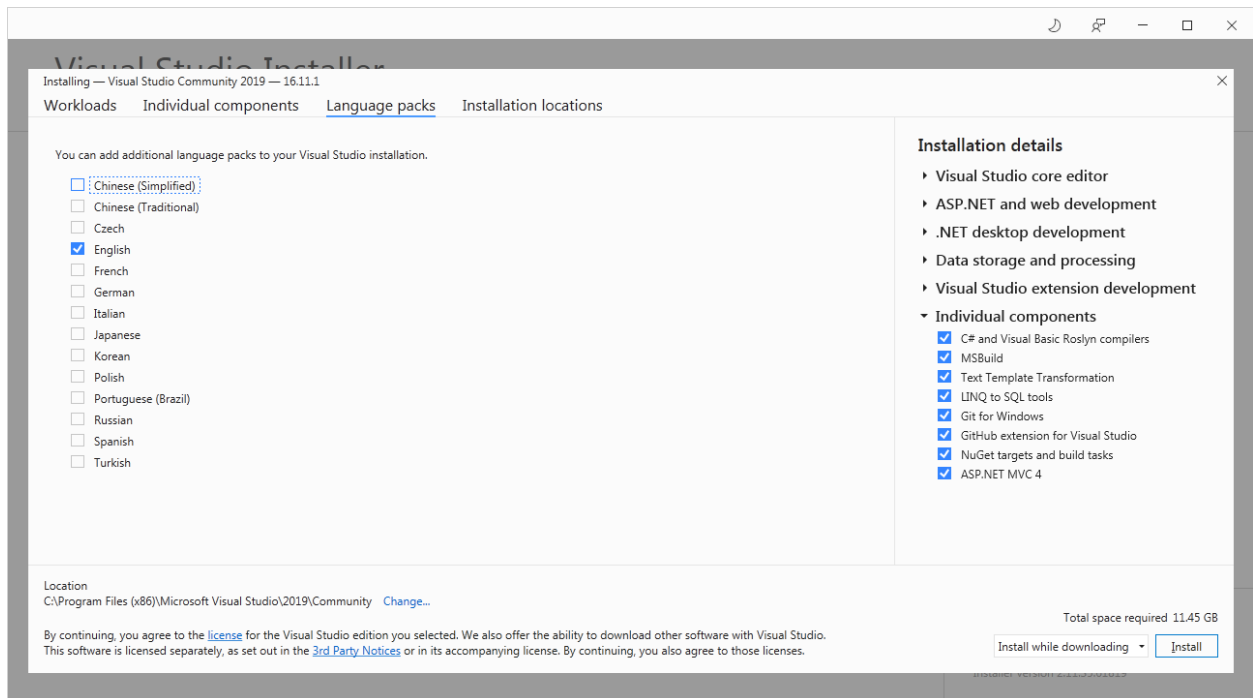 Visual Studio Installer
Installing — Visual Studio Community 2019 — 16.11.1
Workloads Individual components Language packs Installation locations
You can add additional language packs to your Visual Studio installation.
Chinese (Simplified)
Chinese (Traditional)
Czech
English
French
German
Italian
Japanese
Korean
Polish
Portuguese (Brazil)
Russian
Spanish
Turkish
Installation details
Visual Studio core editor
ASP.NET and web development
.NET desktop development
Data storage and processing
Visual Studio extension development
Individual components
C# and Visual Basic Roslyn compilers
MSBuild
Text Template Transformation
LINQ to SQL tools
Git for Windows
GitHub extension for Visual Studio
NuGet targets and build tasks
ASP.NET MVC 4
Location
C:\Program Files (x86)\Microsoft Visual Studio\2019\Community Change...
By continuing, you agree to the license for the Visual Studio edition you selected. We also offer the ability to download other software with Visual Studio.
This software is licensed separately, as set out in the 3rd Party Notices or in its accompanying license. By continuing, you also agree to those licenses.
Total space required 11.45 GB
Install while downloading Install